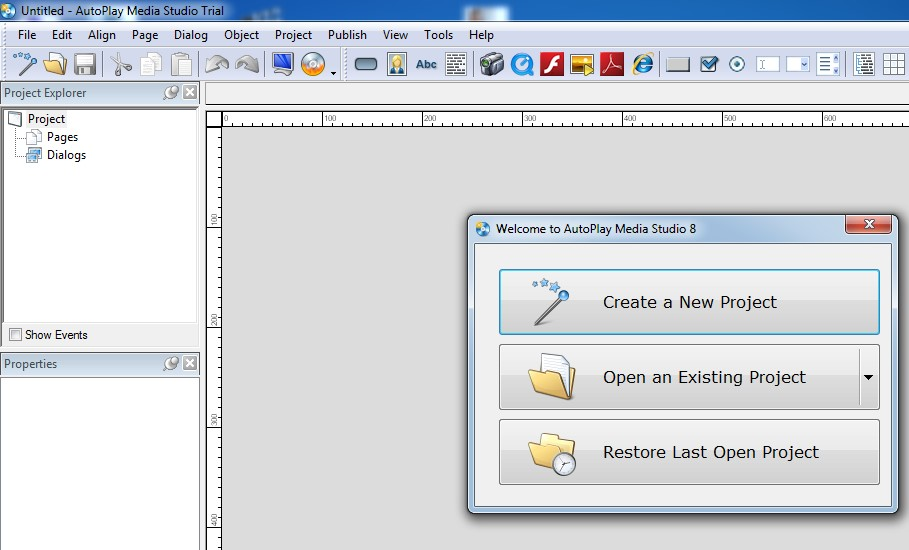 Untitled - AutoPlay Media Studio Trial
File Edit Align Page Dialog Object Project Publish View Tools Help
Abc
Project Explorer
0 100 200 300 400 500 600
Project
Pages
Dialogs
100
200
300
400
Show Events
Properties
Welcome to AutoPlay Media Studio 8
Create a New Project
Open an Existing Project
Restore Last Open Project